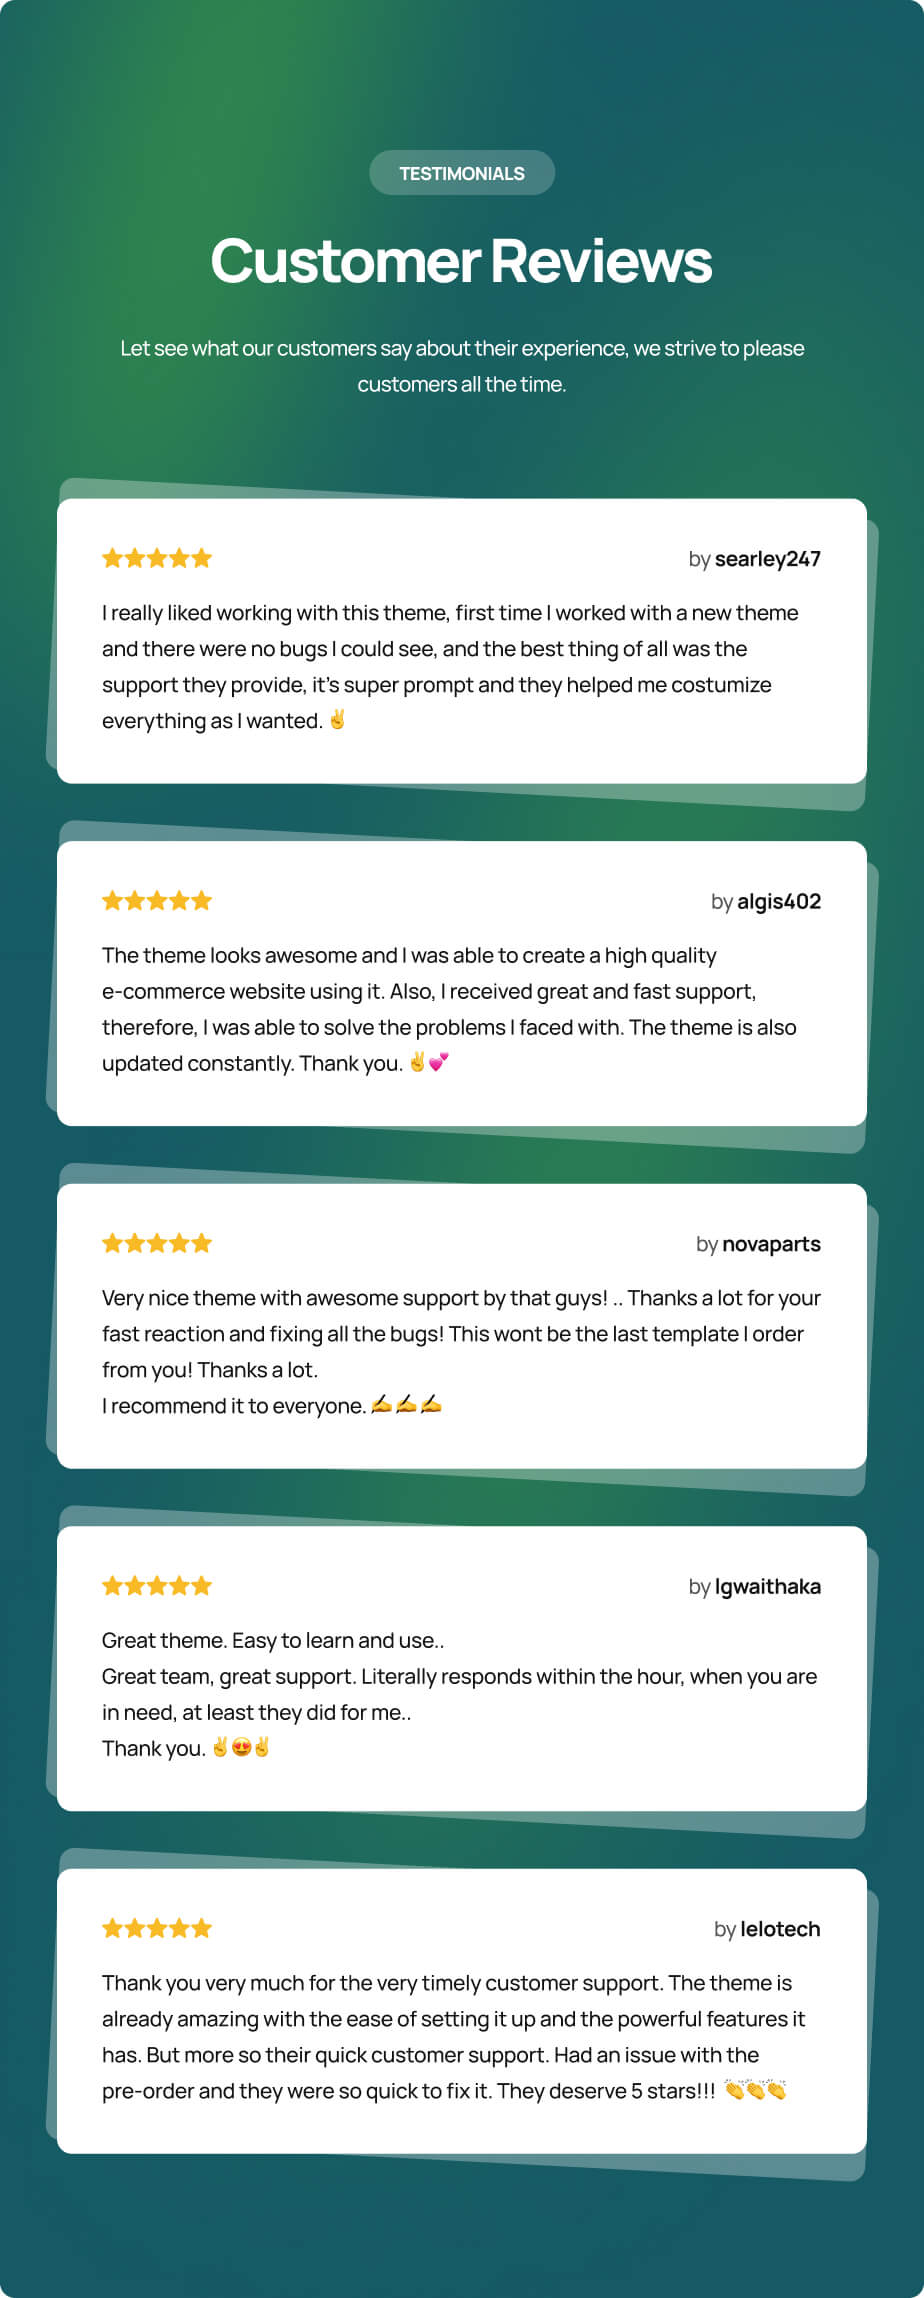 TESTIMONIALS
Customer Reviews
Let see what our customers say about their experience, we strive to please
customers all the time.
by searley247
I really liked working with this theme, first time I worked with a new theme
and there were no bugs I could see, and the best thing of all was the
support they provide, it’s super prompt and they helped me costumize
everything as I wanted. ✌️
by algis402
The theme looks awesome and I was able to create a high quality
e-commerce website using it. Also, I received great and fast support,
therefore, I was able to solve the problems I faced with. The theme is also
updated constantly. Thank you. ✌️💕
by novaparts
Very nice theme with awesome support by that guys! .. Thanks a lot for your
fast reaction and fixing all the bugs! This wont be the last template I order
from you! Thanks a lot.
I recommend it to everyone. ✍️✍️✍️
by lgwaithaka
Great theme. Easy to learn and use..
Great team, great support. Literally responds within the hour, when you are
in need, at least they did for me..
Thank you. ✌️😍✌️
by lelotech
Thank you very much for the very timely customer support. The theme is
already amazing with the ease of setting it up and the powerful features it
has. But more so their quick customer support. Had an issue with the
pre-order and they were so quick to fix it. They deserve 5 stars!!! 👏👏👏